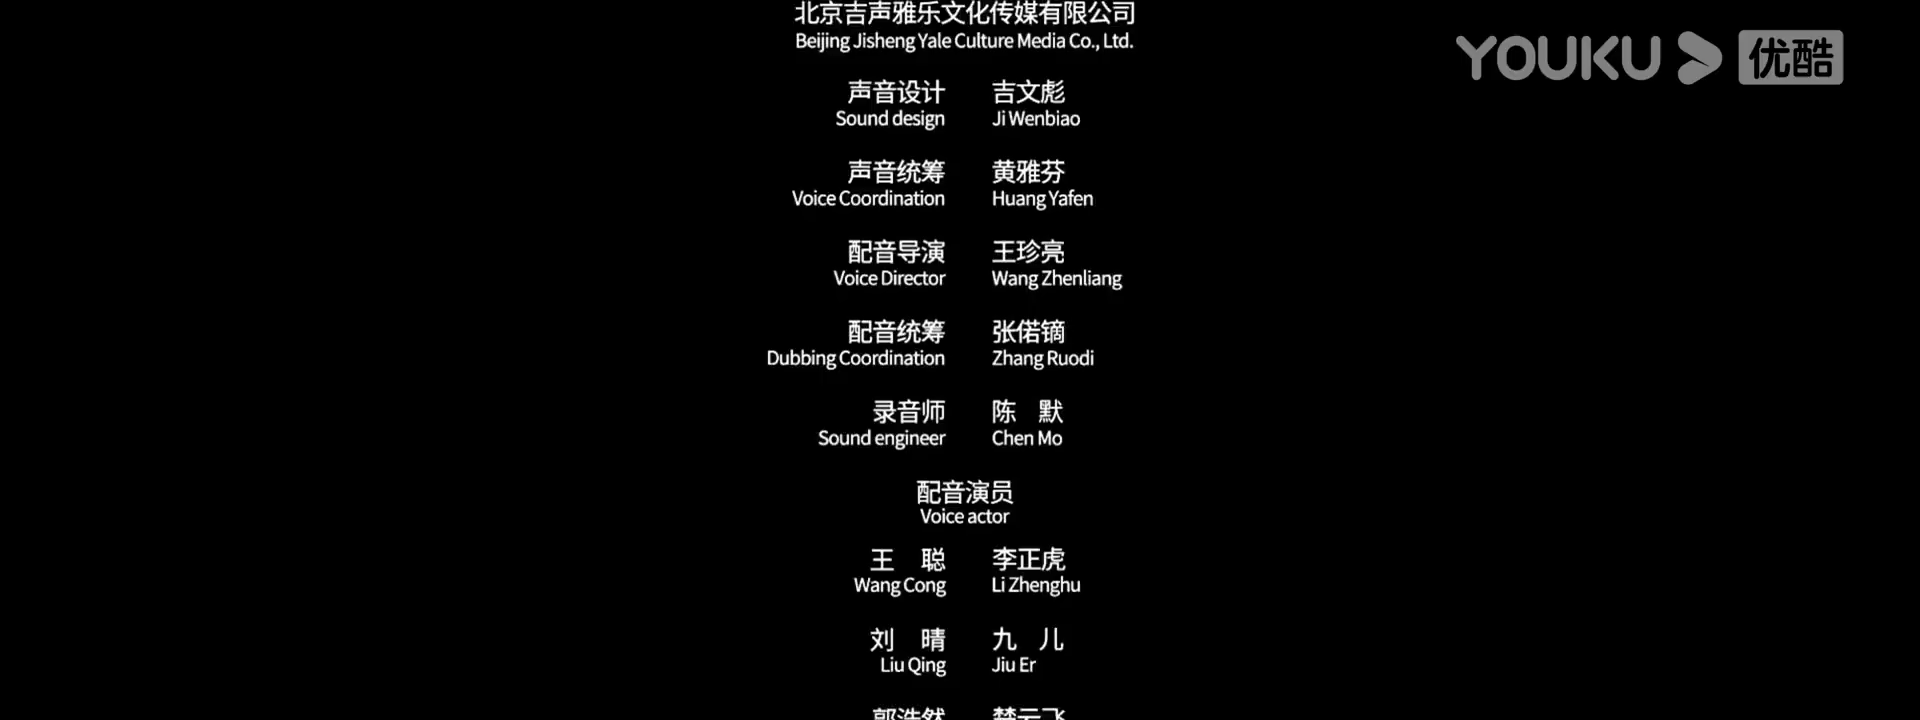 北京吉声雅乐文化传媒有限公司
Beijing Jisheng Yale Culture Media Co., Ltd.
YOUKU 优酷
声音设计 吉文彪
Sound design Ji Wenbiao
声音统筹 黄雅芬
Voice Coordination Huang Yafen
配音导演 王珍亮
Voice Director Wang Zhenliang
配音统筹 张偌镝
Dubbing Coordination Zhang Ruodi
录音师 陈 默
Sound engineer Chen Mo
配音演员
Voice actor
王 聪 李正虎
Wang Cong Li Zhenghu
刘 晴 九 儿
Liu Qing Jiu Er